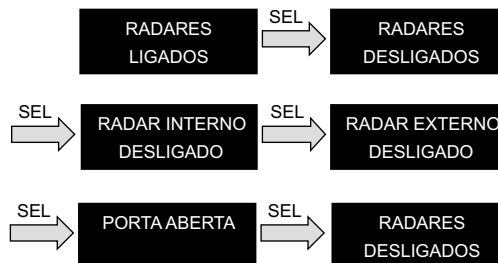 SEL
RADARES
LIGADOS
RADARES
DESLIGADOS
SEL
RADAR INTERNO
DESLIGADO
SEL
RADAR EXTERNO
DESLIGADO
SEL
PORTA ABERTA
SEL
RADARES
DESLIGADOS